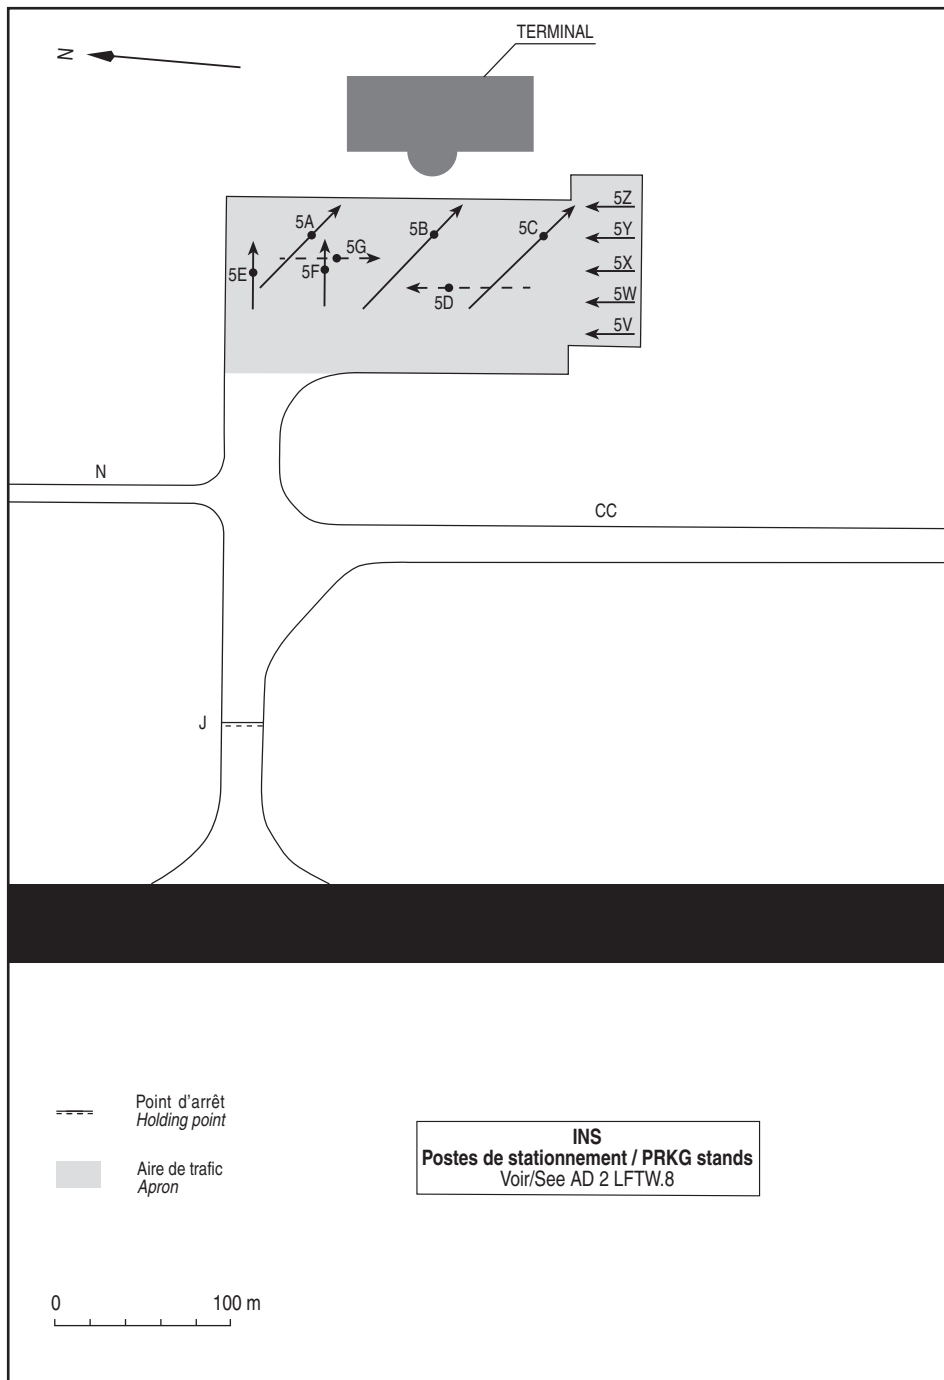 N
TERMINAL
5A
5B
5C
5Z
5Y
5G
5E
5F
5X
5D
5W
5V
N
CC
J
Point d'arrêt
Holding point
Aire de trafic
Apron
INS
Postes de stationnement / PRKG stands
Voir/See AD 2 LFTW.8
0 100 m